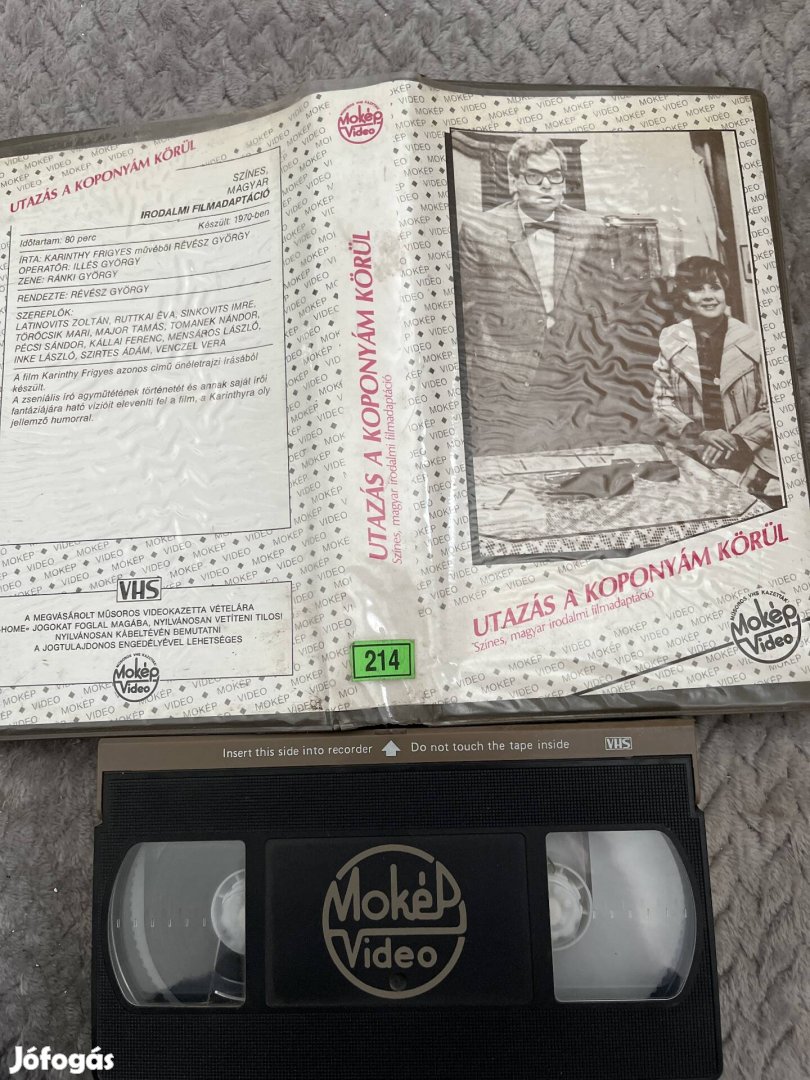 UTAZÁS A KOPONYÁM KÖRÜL
SZÍNES,
MAGYAR
IRODALMI FILMADAPTÁCIÓ
Időtartam: 80 perc
Készült: 1970-ben
ÍRTA: KARINTHY FRIGYES művéből RÉVÉSZ GYÖRGY
OPERATŐR: ILLÉS GYÖRGY
ZENE: RÁNKI GYÖRGY
RENDEZTE: RÉVÉSZ GYÖRGY
SZEREPLŐK:
LATINOVITS ZOLTÁN, RUTTKAI ÉVA, SINKOVITS IMRE,
TÖRŐCSIK MARI, MAJOR TAMÁS, TOMANEK NÁNDOR,
PÉCSI SÁNDOR, KÁLLAI FERENC, MENSÁROS LÁSZLÓ,
INKE LÁSZLÓ, SZIRTES ÁDÁM, VENCZEL VERA
A film Karinthy Frigyes azonos című önéletrajzi írásából
készült.
A zseniális író agyműtétének történetét és annak saját írói
fantáziájára ható vízióit eleveníti fel a film, a Karinthyra oly
jellemző humorral.
VHS
A MEGVÁSÁROLT MŰSOROS VIDEOKAZETTA VÉTELÁRA
»HOME« JOGOKAT FOGLAL MAGÁBA, NYILVÁNOSAN VETÍTENI TILOS!
NYILVÁNOSAN KÁBELTÉVÉN BEMUTATNI
A JOGTULAJDONOS ENGEDÉLYÉVEL LEHETSÉGES
Mokép
Video
Mokép
Video
UTAZÁS A KOPONYÁM KÖRÜL
Színes, magyar irodalmi filmadaptáció
214
UTAZÁS A KOPONYÁM KÖRÜL
Színes, magyar irodalmi filmadaptáció
MŰSOROS VHS KAZETTÁK
Mokép
Video
Insert this side into recorder Do not touch the tape inside VHS
Mokép
Video
Jófogás